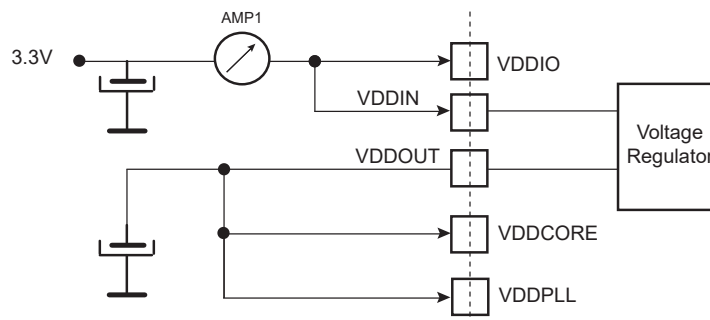 AMP1
3.3V
VDDIO
VDDIN
Voltage
Regulator
VDDOUT
VDDCORE
VDDPLL